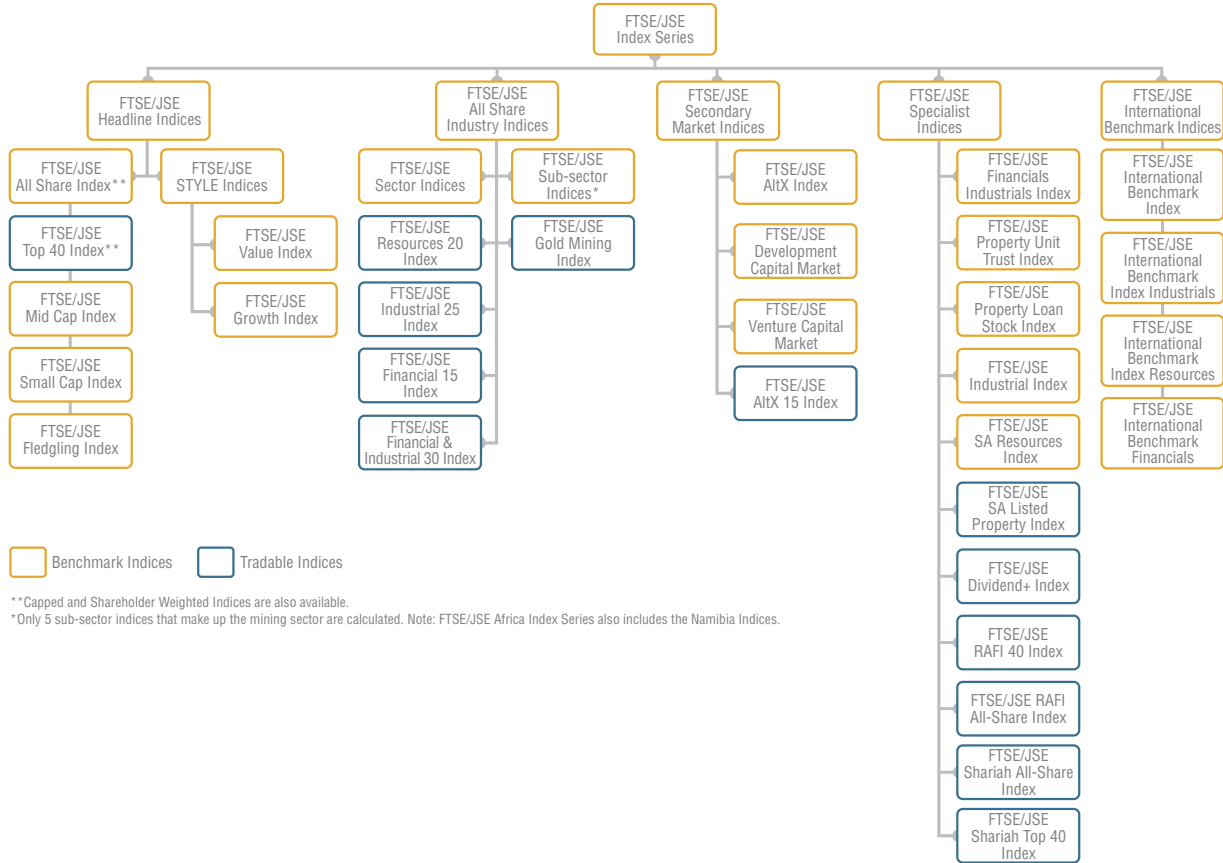 FTSE/JSE
Index Series
FTSE/JSE
Headline Indices
FTSE/JSE
All Share
Industry Indices
FTSE/JSE
Secondary
Market Indices
FTSE/JSE
Specialist
Indices
FTSE/JSE
International
Benchmark Indices
FTSE/JSE
All Share Index**
FTSE/JSE
STYLE Indices
FTSE/JSE
Top 40 Index**
FTSE/JSE
Mid Cap Index
FTSE/JSE
Small Cap Index
FTSE/JSE
Fledgling Index
FTSE/JSE
Value Index
FTSE/JSE
Growth Index
FTSE/JSE
Sector Indices
FTSE/JSE
Sub-sector
Indices*
FTSE/JSE
Resources 20
Index
FTSE/JSE
Gold Mining
Index
FTSE/JSE
Industrial 25
Index
FTSE/JSE
Financial 15
Index
FTSE/JSE
Financial &
Industrial 30 Index
FTSE/JSE
AltX Index
FTSE/JSE
Development
Capital Market
FTSE/JSE
Venture Capital
Market
FTSE/JSE
AltX 15 Index
FTSE/JSE
Financials
Industrials Index
FTSE/JSE
Property Unit
Trust Index
FTSE/JSE
Property Loan
Stock Index
FTSE/JSE
Industrial Index
FTSE/JSE
SA Resources
Index
FTSE/JSE
SA Listed
Property Index
FTSE/JSE
Dividend+ Index
FTSE/JSE
RAFI 40 Index
FTSE/JSE RAFI
All-Share Index
FTSE/JSE
Shariah All-Share
Index
FTSE/JSE
Shariah Top 40
Index
FTSE/JSE
International
Benchmark
Index
FTSE/JSE
International
Benchmark
Index Industrials
FTSE/JSE
International
Benchmark
Index Resources
FTSE/JSE
International
Benchmark
Financials
Benchmark Indices
Tradable Indices
**Capped and Shareholder Weighted Indices are also available.
*Only 5 sub-sector indices that make up the mining sector are calculated. Note: FTSE/JSE Africa Index Series also includes the Namibia Indices.